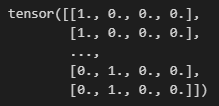 tensor([[1., 0., 0., 0.],
        [1., 0., 0., 0.],
        ...,
        [0., 1., 0., 0.],
        [0., 1., 0., 0.]])